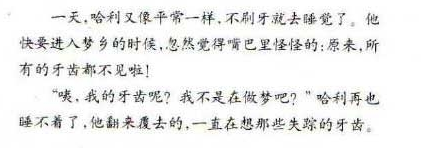 一天,哈利又像平常一样,不刷牙就去睡觉了。他
快要进入梦乡的时候,忽然觉得嘴巴里怪怪的:原来,所
有的牙齿都不见啦!
“咦,我的牙齿呢?我不是在做梦吧?”哈利再也
睡不着了,他翻来覆去的,一直在想那些失踪的牙齿。